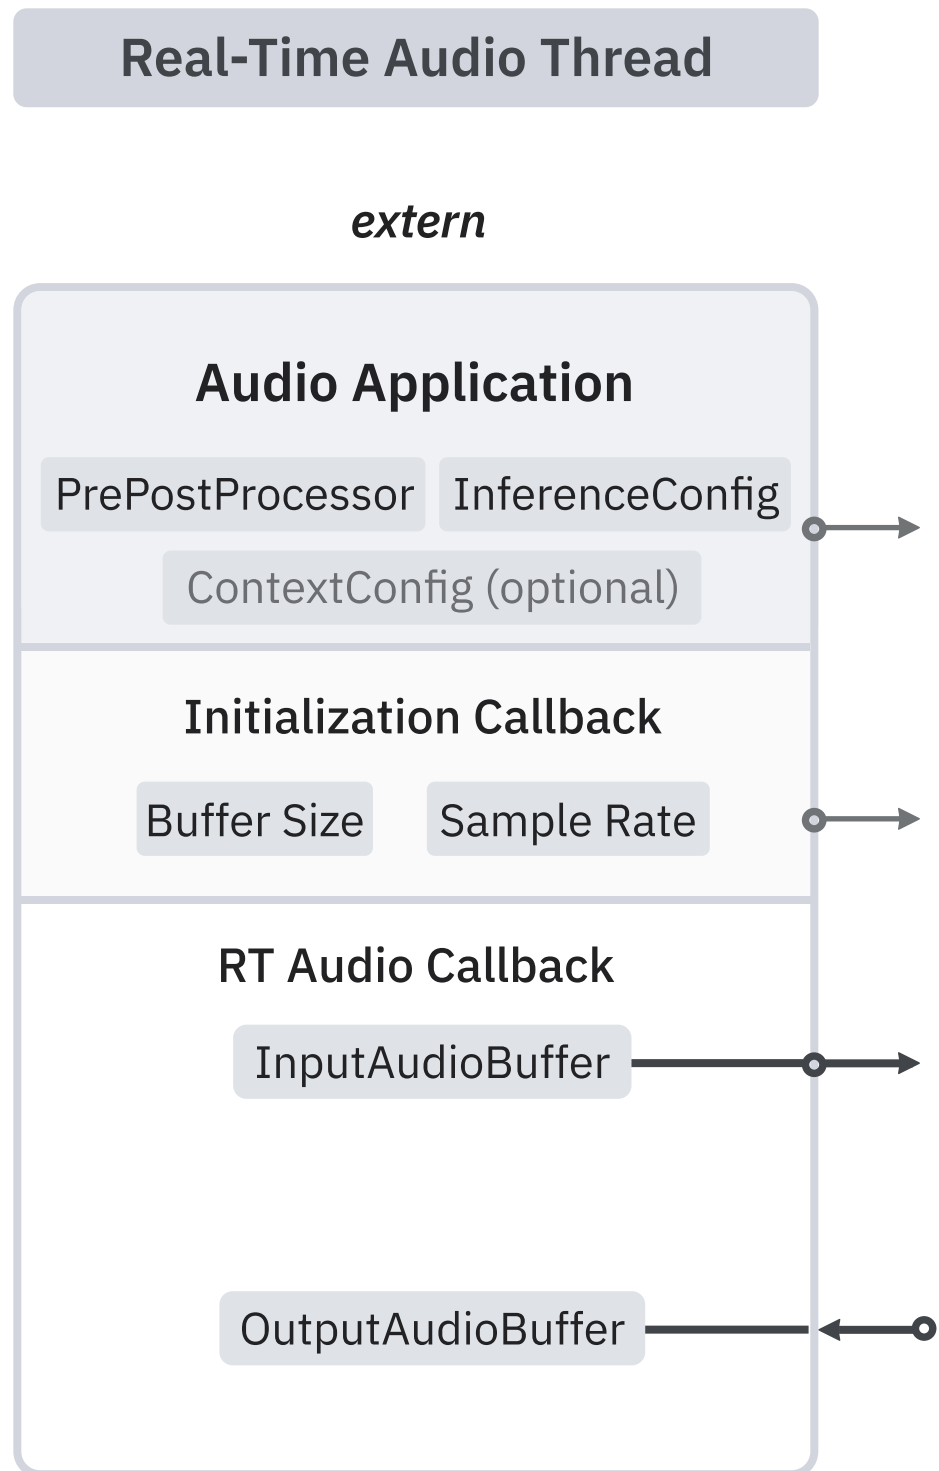 Real-Time Audio Thread
extern
Audio Application
PrePostProcessor InferenceConfig
ContextConfig (optional)
Initialization Callback
Buffer Size Sample Rate
RT Audio Callback
InputAudioBuffer
OutputAudioBuffer